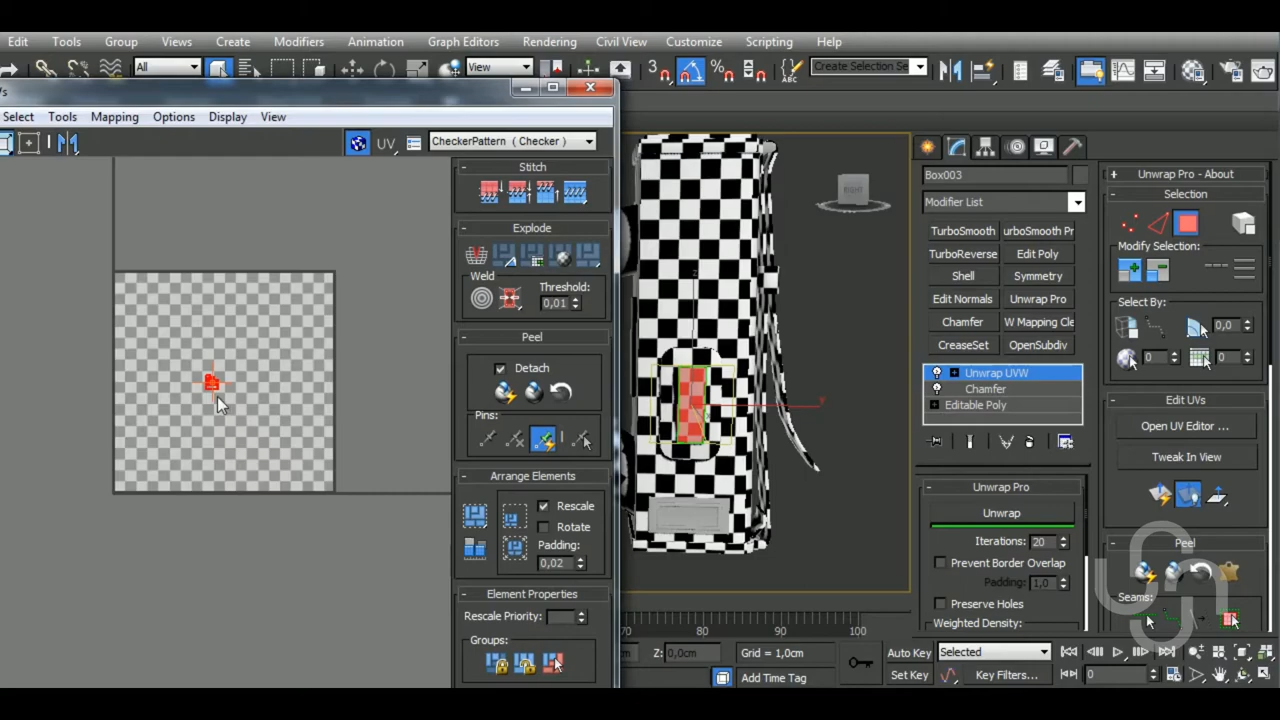 Edit Tools Group Views Create Modifiers Animation Graph Editors Rendering Civil View Customize Scripting Help
All View 3 Create Selection Se
Select Tools Mapping Options Display View
UV CheckerPattern ( Checker )
Stitch
Explode
Weld
Threshold:
0,01
Peel
Detach
Pins:
Arrange Elements
Rescale
Rotate
Padding:
0,02
Element Properties
Rescale Priority:
Groups:
70 80 90 100
Z: 0,0cm Grid = 1,0cm
Add Time Tag
Box003
Modifier List
TurboSmooth urboSmooth Pr
TurboReverse Edit Poly
Shell Symmetry
Edit Normals Unwrap Pro
Chamfer W Mapping Cle
CreaseSet OpenSubdiv
Unwrap UVW
Chamfer
Editable Poly
Unwrap Pro
Unwrap
Iterations: 20
Prevent Border Overlap
Padding: 1,0
Preserve Holes
Weighted Density:
Unwrap Pro - About
Selection
Modify Selection:
Select By:
0,0
0 0
Edit UVs
Open UV Editor ...
Tweak In View
Peel
Seams:
Auto Key Selected
Set Key Key Filters... 0